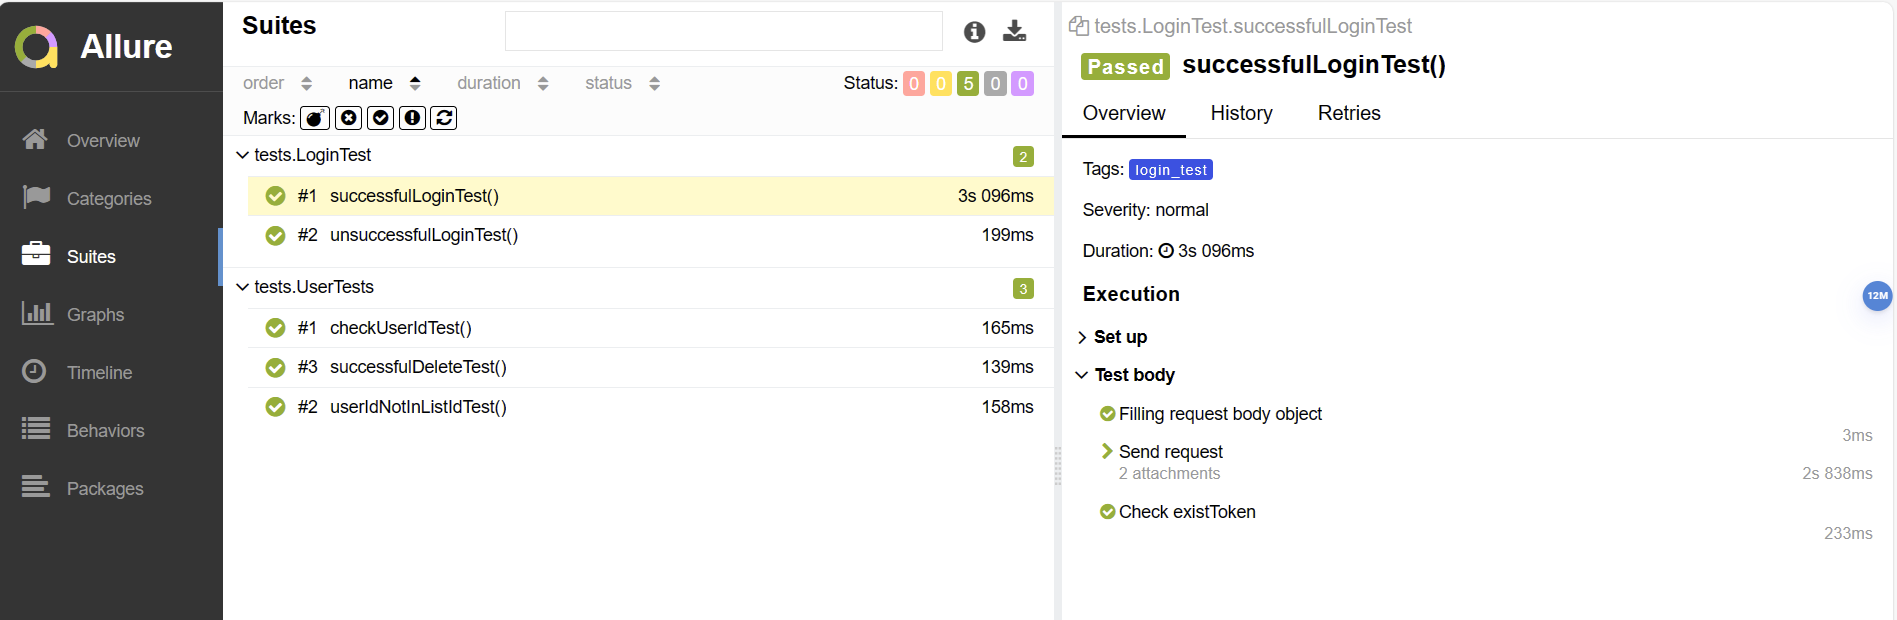 Allure
Overview
Categories
Suites
Graphs
Timeline
Behaviors
Packages
Suites
order name duration status Status: 0 0 5 0 0
Marks:
tests.LoginTest 2
#1 successfulLoginTest() 3s 096ms
#2 unsuccessfulLoginTest() 199ms
tests.UserTests 3
#1 checkUserIdTest() 165ms
#3 successfulDeleteTest() 139ms
#2 userIdNotInListIdTest() 158ms
tests.LoginTest.successfulLoginTest
Passed successfulLoginTest()
Overview History Retries
Tags: login_test
Severity: normal
Duration: 3s 096ms
12M
Execution
Set up
Test body
Filling request body object
3ms
Send request
2 attachments 2s 838ms
Check existToken
233ms